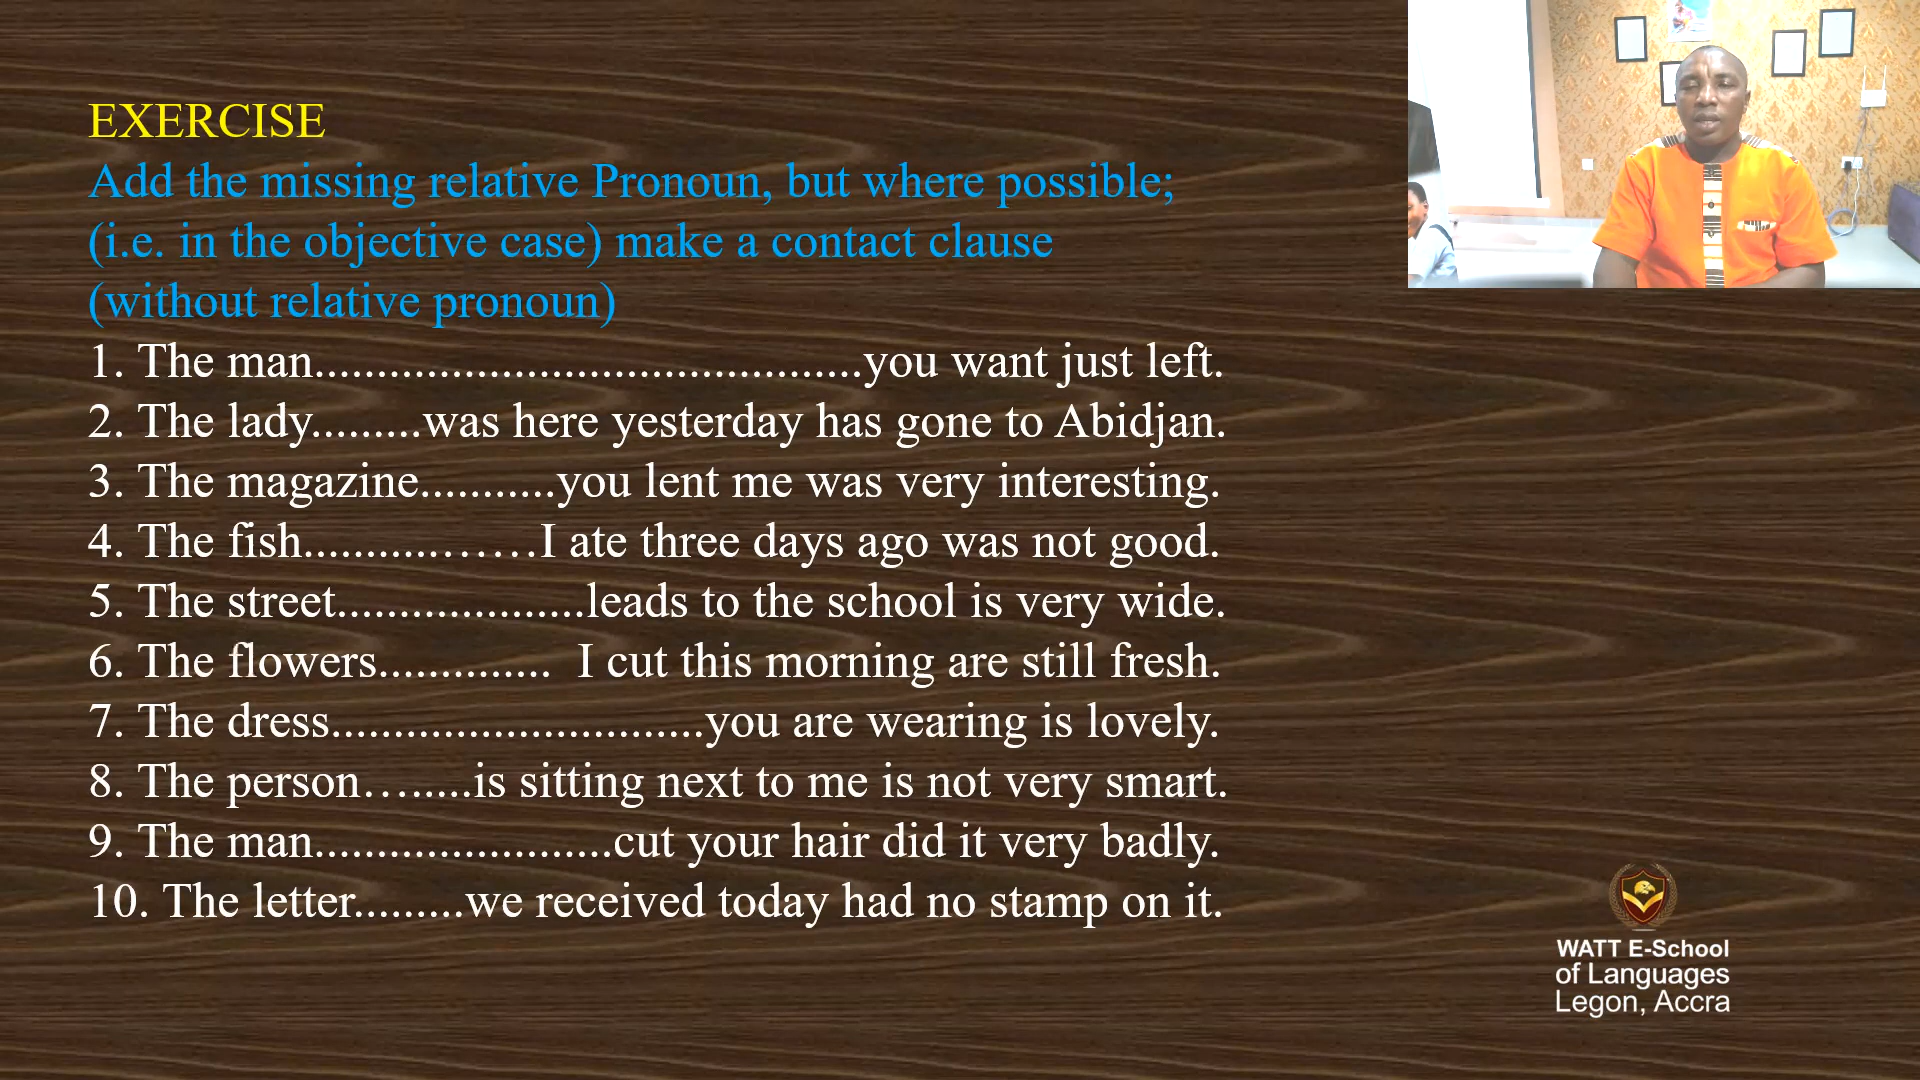 EXERCISE
Add the missing relative Pronoun, but where possible;
(i.e. in the objective case) make a contact clause
(without relative pronoun)
1. The man............................................you want just left.
2. The lady.........was here yesterday has gone to Abidjan.
3. The magazine...........you lent me was very interesting.
4. The fish...........……I ate three days ago was not good.
5. The street....................leads to the school is very wide.
6. The flowers.............. I cut this morning are still fresh.
7. The dress..............................you are wearing is lovely.
8. The person….....is sitting next to me is not very smart.
9. The man........................cut your hair did it very badly.
10. The letter.........we received today had no stamp on it.
WATT E-School
of Languages
Legon, Accra